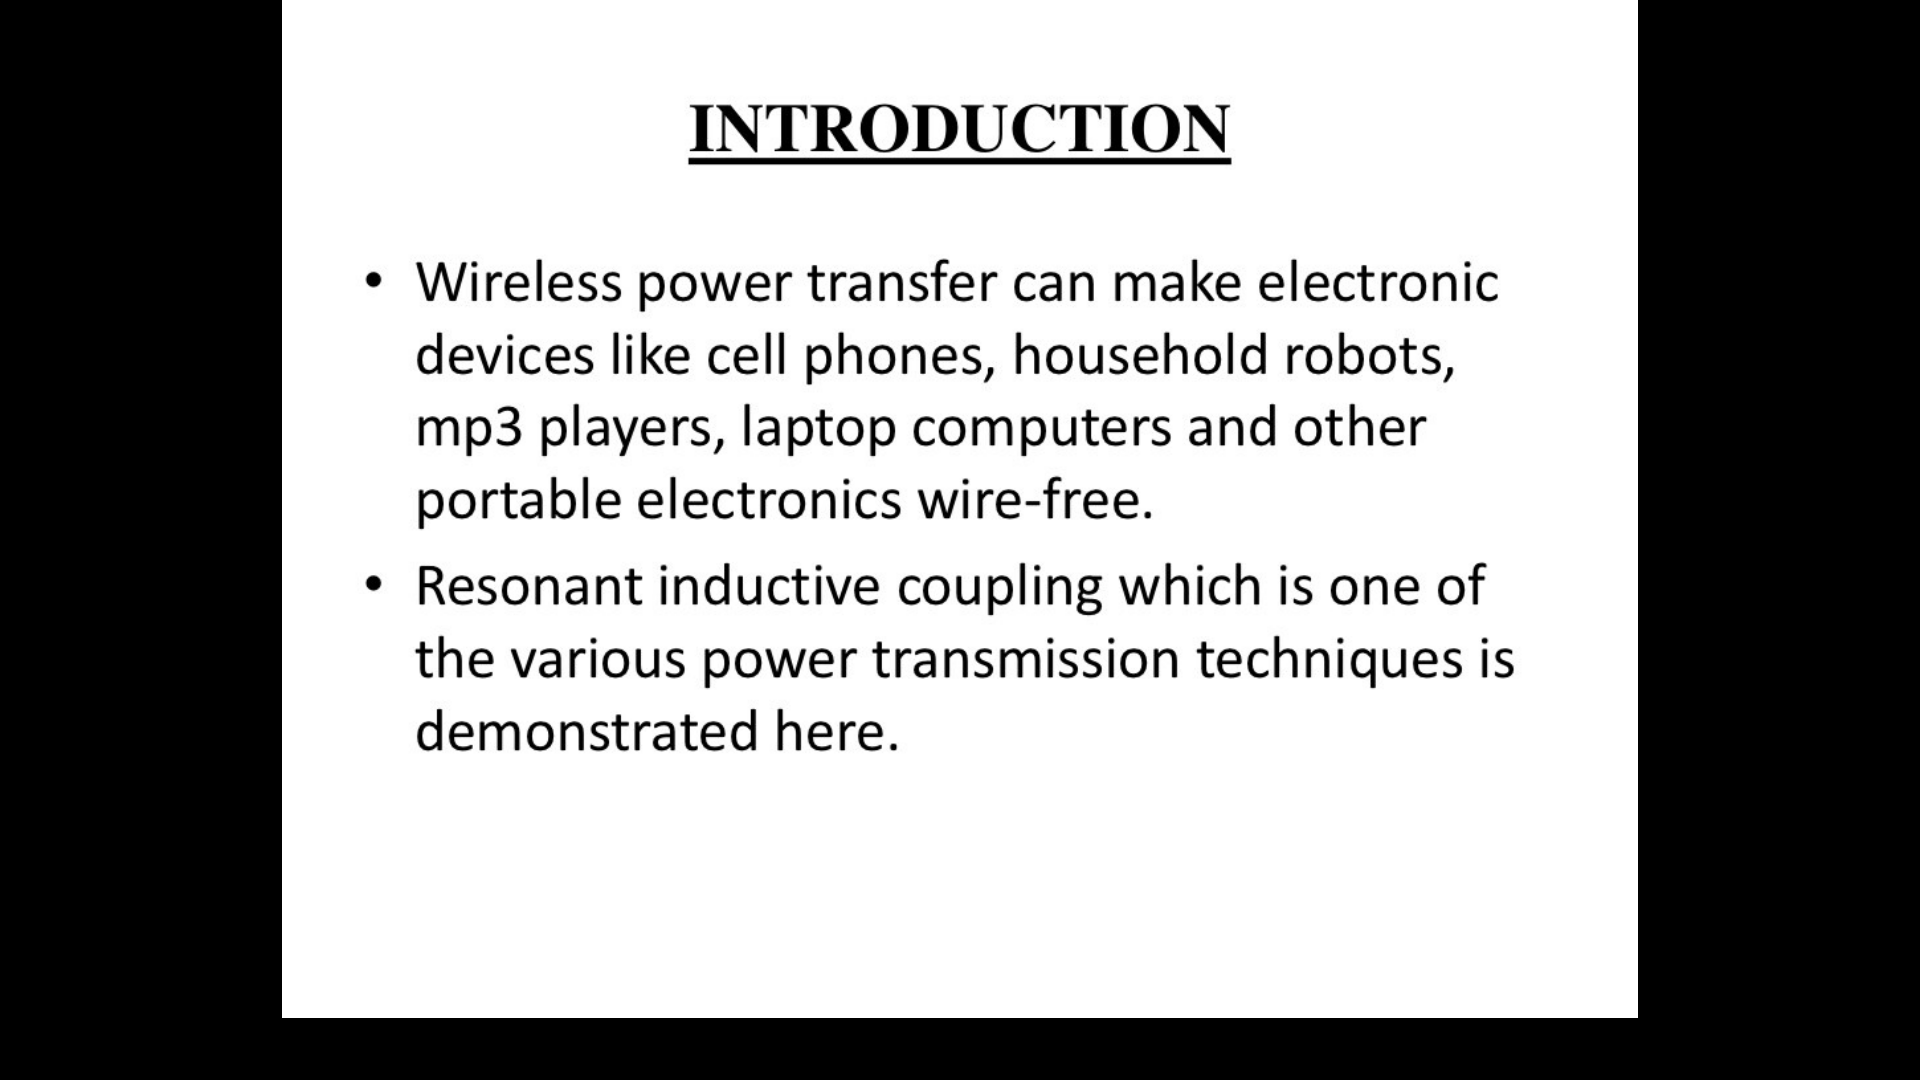 INTRODUCTION
• Wireless power transfer can make electronic
devices like cell phones, household robots,
mp3 players, laptop computers and other
portable electronics wire-free.
• Resonant inductive coupling which is one of
the various power transmission techniques is
demonstrated here.